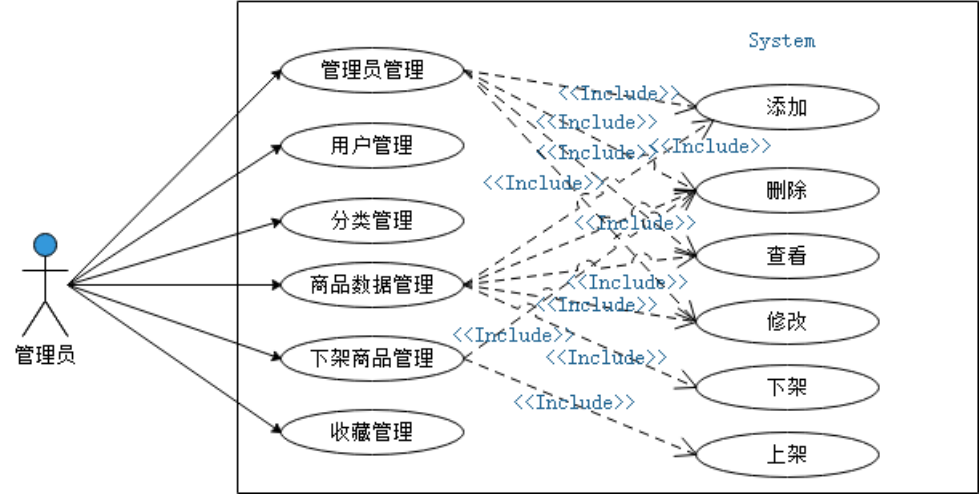 System
管理员管理
用户管理
分类管理
商品数据管理
下架商品管理
收藏管理
管理员
<<Include>>
<<Include>>
<<Include>>
<<Include>>
<<Include>>
<<Include>>
<<Include>>
<<Include>>
<<Include>>
<<Include>>
<<Include>>
添加
删除
查看
修改
下架
上架